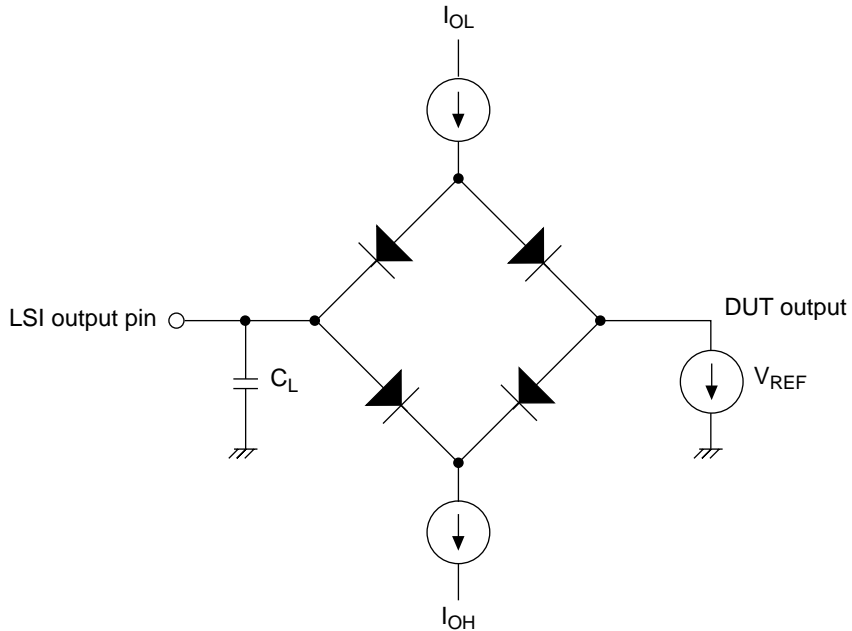 I_OL
LSI output pin
C_L
DUT output
V_REF
I_OH